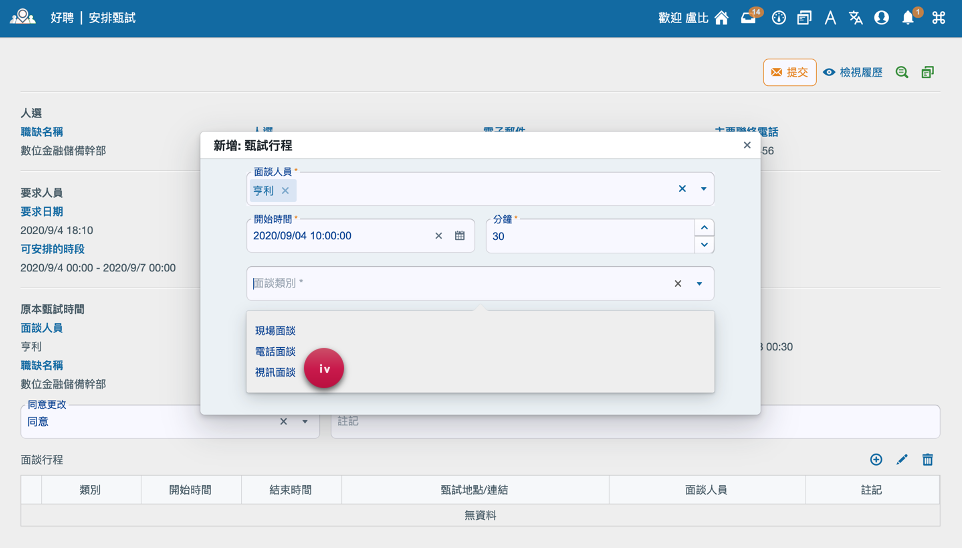 好聘 | 安排甄試
歡迎 盧比
14
1
提交
檢視履歷
人選
職缺名稱
數位金融儲備幹部
要求人員
要求日期
2020/9/4 18:10
可安排的時段
2020/9/4 00:00 - 2020/9/7 00:00
原本甄試時間
面談人員
亨利
職缺名稱
數位金融儲備幹部
人選
電子郵件
主要聯絡電話
56
00:30
新增: 甄試行程
面談人員 *
亨利
開始時間 *
2020/09/04 10:00:00
分鐘 *
30
面談類別 *
現場面談
電話面談
視訊面談
iv
同意更改
同意
註記
面談行程
類別
開始時間
結束時間
甄試地點/連結
面談人員
註記
無資料